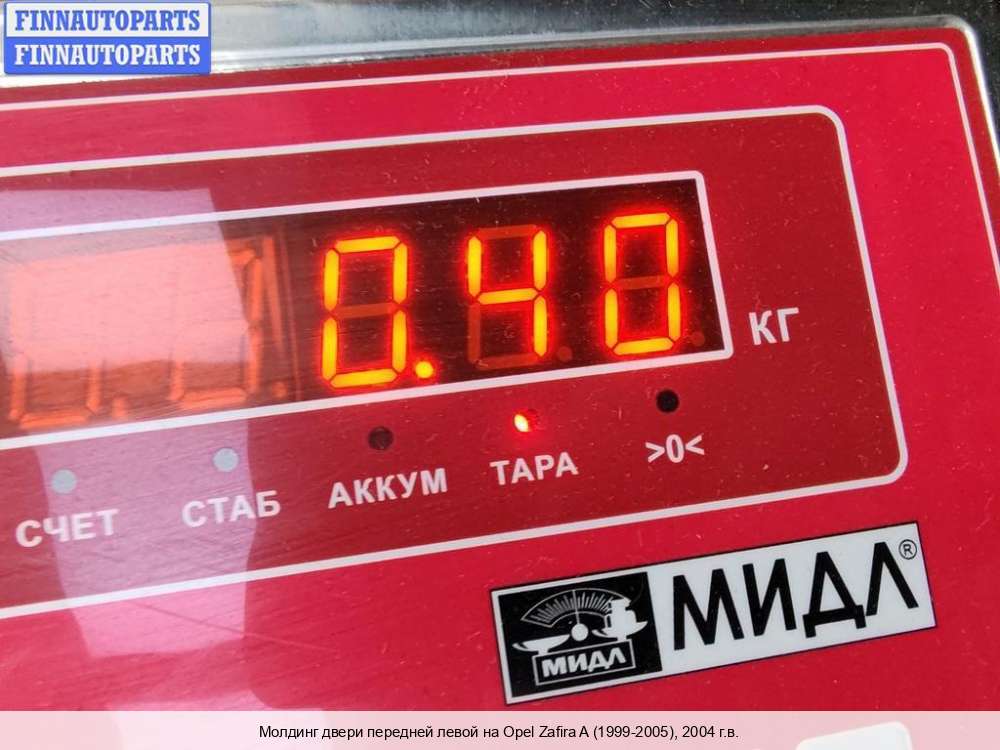 FINNAUTOPARTS
FINNAUTOPARTS
0.40 КГ
СЧЕТ СТАБ АККУМ ТАРА >0<
МИДЛ МИДЛ®
Молдинг двери передней левой на Opel Zafira A (1999-2005), 2004 г.в.